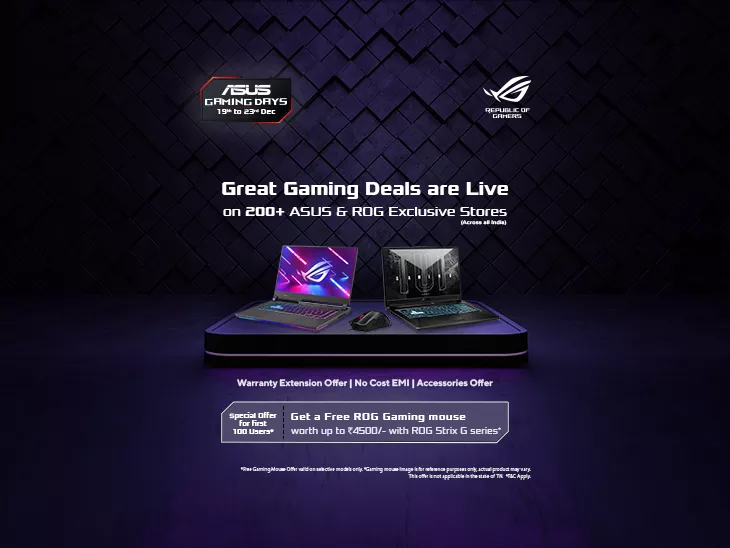 ASUS
GAMING DAYS
19th to 23rd Dec
REPUBLIC OF
GAMERS
Great Gaming Deals are Live
on 200+ ASUS & ROG Exclusive Stores
(Across all India)
TUF GAMING
Warranty Extension Offer | No Cost EMI | Accessories Offer
Special Offer
for first
100 Users*
Get a Free ROG Gaming mouse
worth up to ₹4500/- with ROG Strix G series*
*Free Gaming Mouse Offer valid on selective models only. *Gaming mouse image is for reference purposes only, actual product may vary.
This offer is not applicable in the state of TN. *T&C Apply.